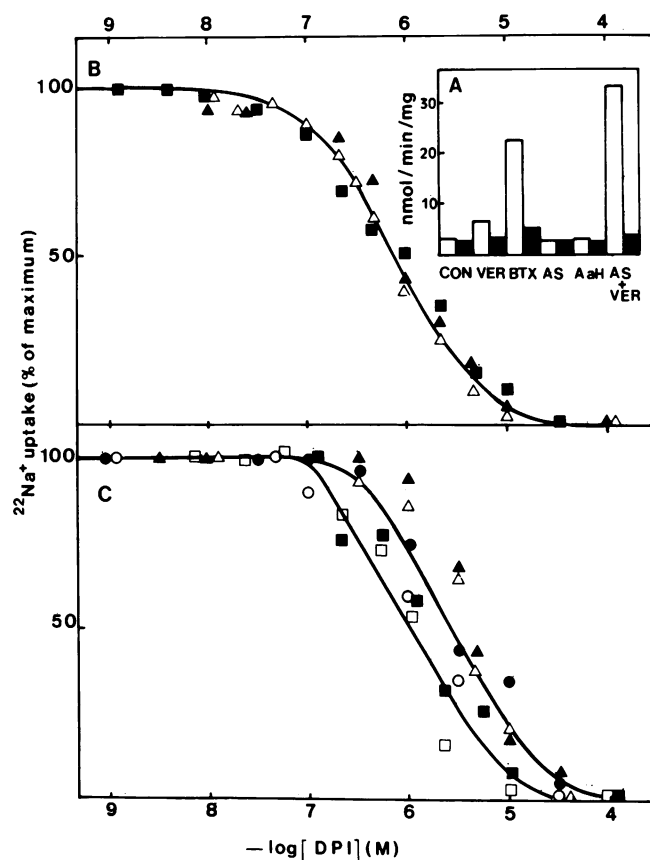 9 8 7 6 5 4
B
A
100
50
30
20
10
nmol/min/mg
CON VER BTX AS AaH AS + VER
²²Na⁺ uptake (% of maximum)
C
100
50
9 8 7 6 5 4
—log[DPI](M)